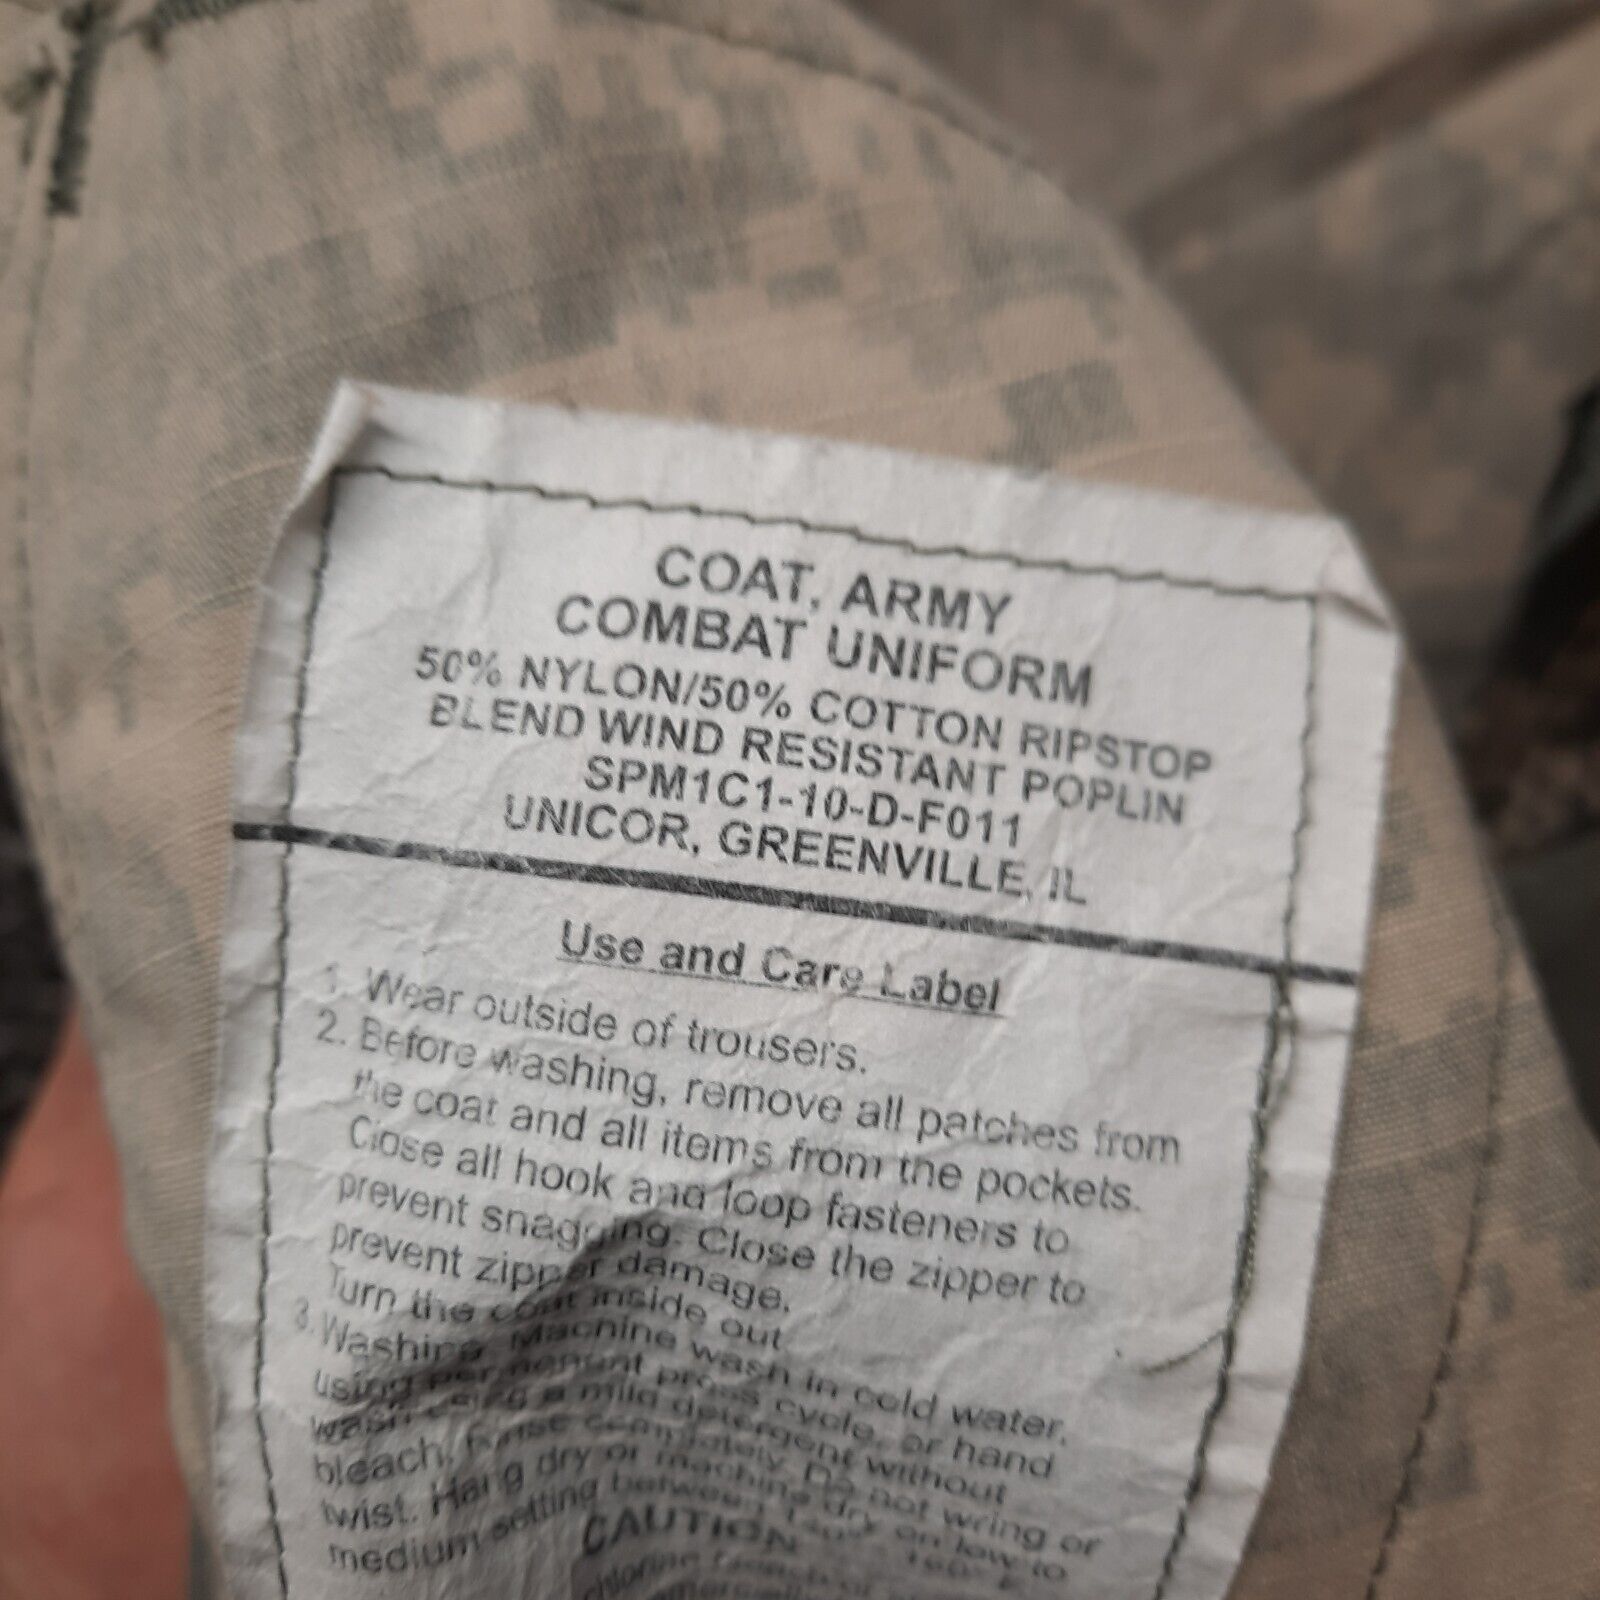 COAT, ARMY
COMBAT UNIFORM
50% NYLON/50% COTTON RIPSTOP
BLEND WIND RESISTANT POPLIN
SPM1C1-10-D-F011
UNICOR, GREENVILLE, IL
Use and Care Label
1. Wear outside of trousers.
2. Before washing, remove all patches from
the coat and all items from the pockets.
Close all hook and loop fasteners to
prevent snagging. Close the zipper to
prevent zipper damage.
Turn the coat inside out
3. Washing: Machine wash in cold water,
using permanent press cycle, or hand
wash using a mild detergent without
bleach. Rinse completely. Do not wring or
twist. Hang dry or machine dry on low to
medium setting between
CAUTION
chlorine